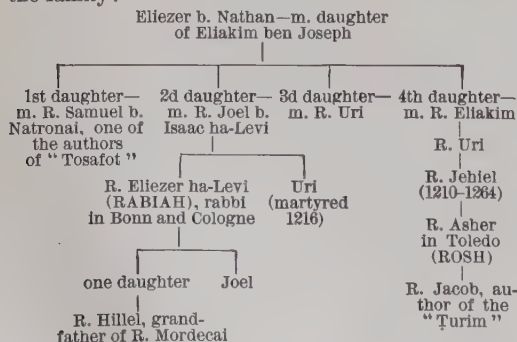 the family:
Eliezer b. Nathan—m. daughter
of Eliakim ben Joseph
1st daughter—
m. R. Samuel b.
Natronai, one of
the authors
of "Tosafot"
2d daughter—
m. R. Joel b.
Isaac ha-Levi
3d daughter—
m. R. Uri
4th daughter—
m. R. Eliakim
R. Eliezer ha-Levi
(RABIAH), rabbi
in Bonn and Cologne
Uri
(martyred
1216)
one daughter
Joel
R. Hillel, grand-
father of R. Mordecai
R. Uri
R. Jehiel
(1210–1264)
R. Asher
in Toledo
(ROSH)
R. Jacob, au-
thor of the
"Ṭurim"